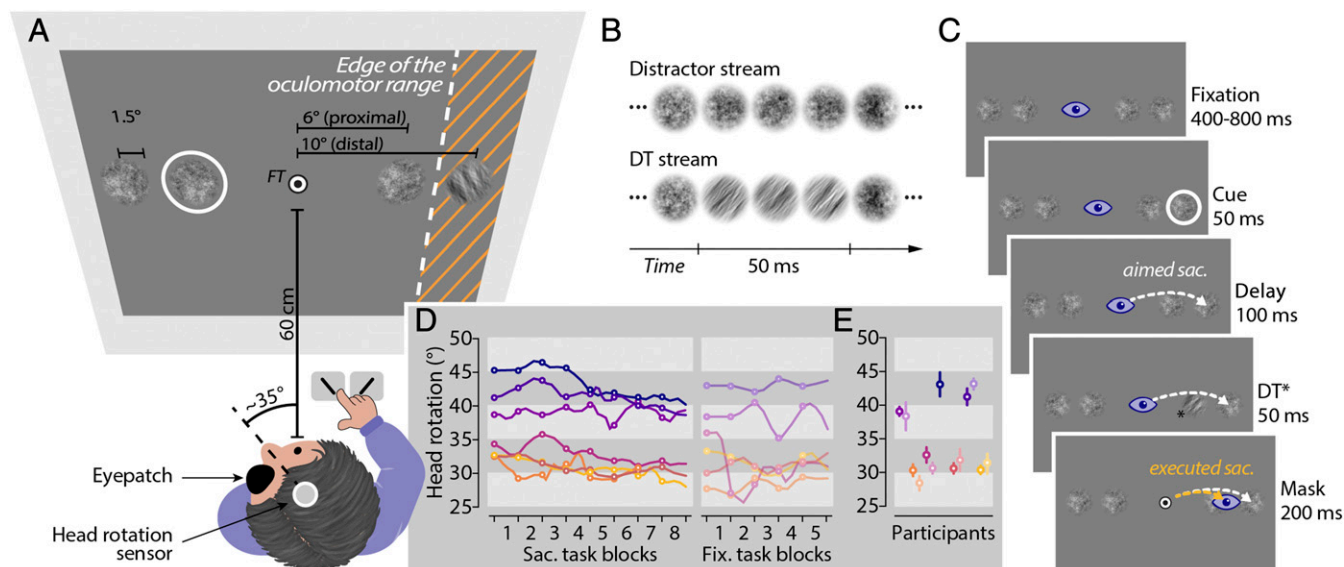 A
Edge of the
oculomotor range
1.5°
6° (proximal)
10° (distal)
FT
60 cm
~35°
Eyepatch
Head rotation
sensor
B
Distractor stream
... ...
DT stream
... ...
Time 50 ms
C
Fixation
400-800 ms
Cue
50 ms
aimed sac.
Delay
100 ms
DT*
50 ms
*
executed sac.
Mask
200 ms
D
Head rotation (°)
50
45
40
35
30
25
1 2 3 4 5 6 7 8
Sac. task blocks
1 2 3 4 5
Fix. task blocks
E
50
45
40
35
30
25
Participants